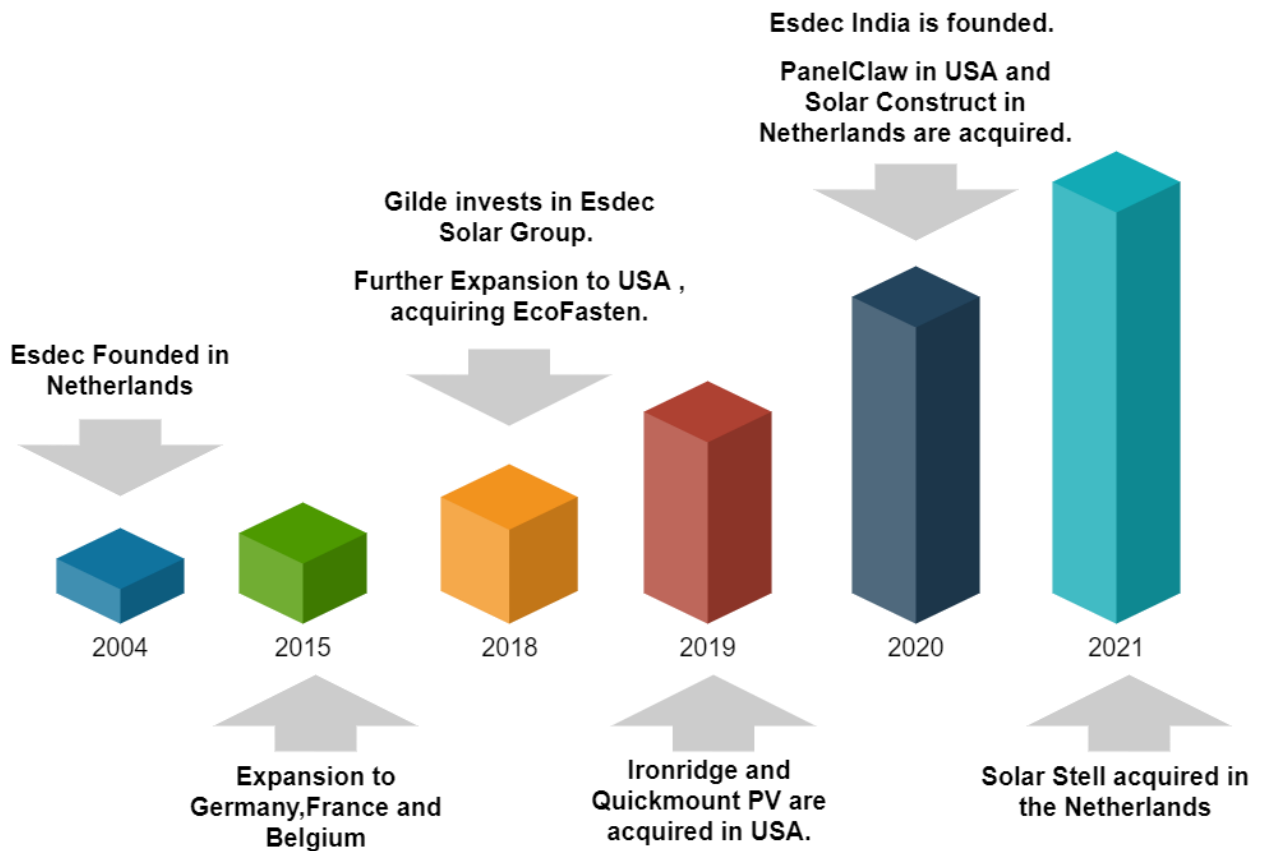 Esdec India is founded.
PanelClaw in USA and
Solar Construct in
Netherlands are acquired.
Gilde invests in Esdec
Solar Group.
Further Expansion to USA ,
acquiring EcoFasten.
Esdec Founded in
Netherlands
2004
2015
2018
2019
2020
2021
Expansion to
Germany,France and
Belgium
Ironridge and
Quickmount PV are
acquired in USA.
Solar Stell acquired in
the Netherlands